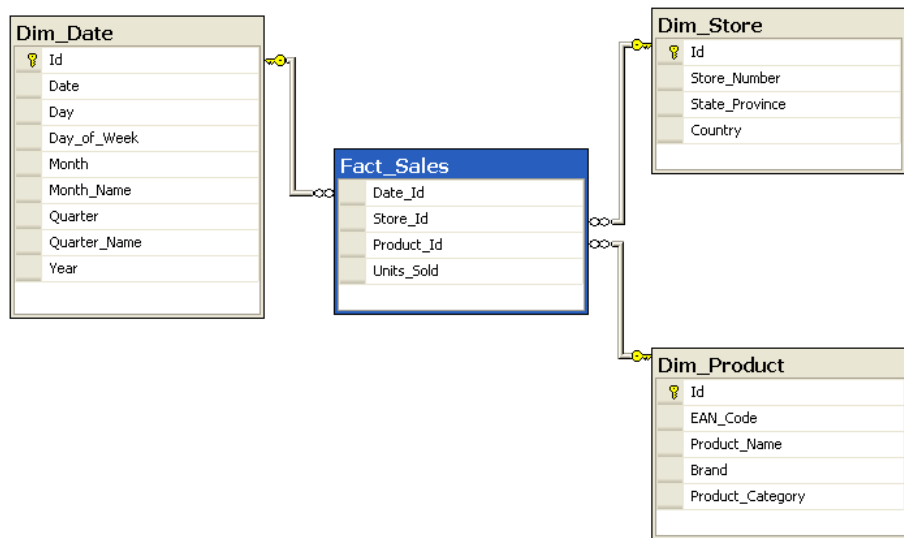 Dim_Date
Id
Date
Day
Day_of_Week
Month
Month_Name
Quarter
Quarter_Name
Year
Fact_Sales
Date_Id
Store_Id
Product_Id
Units_Sold
Dim_Store
Id
Store_Number
State_Province
Country
Dim_Product
Id
EAN_Code
Product_Name
Brand
Product_Category